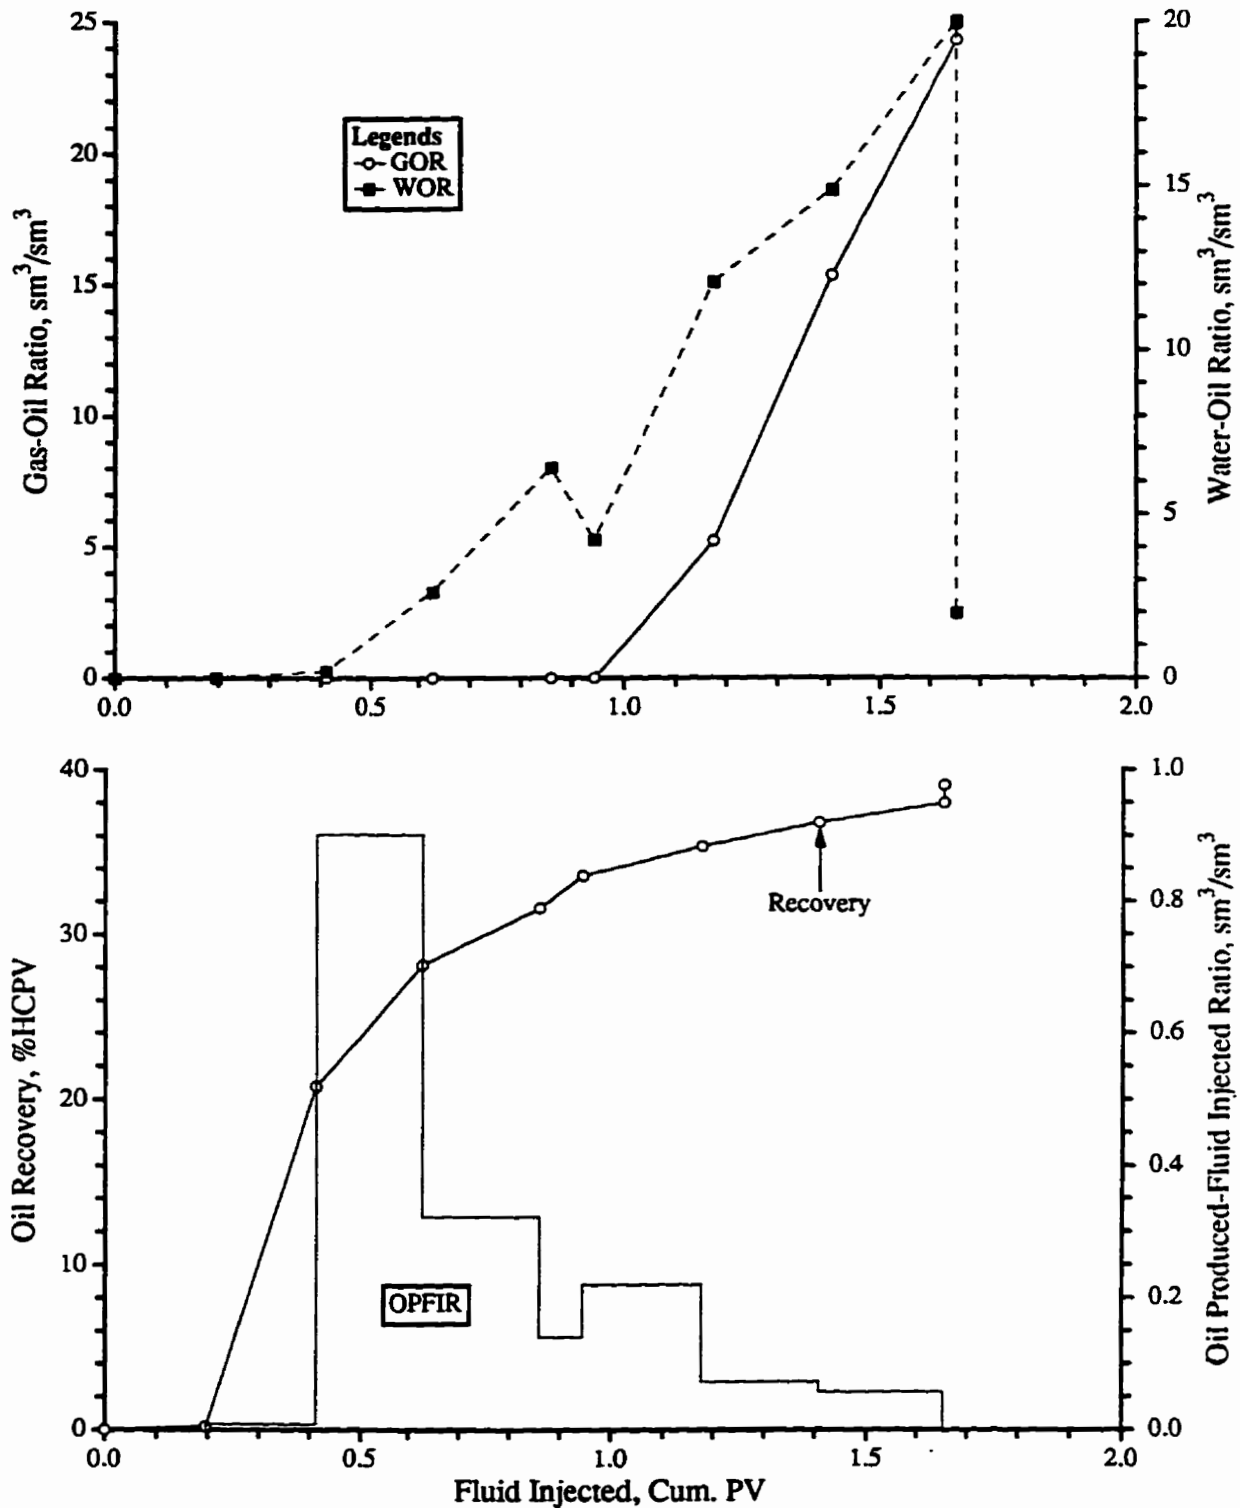 25
20
15
10
5
0
Gas-Oil Ratio, sm³/sm³
Legends
GOR
WOR
20
15
10
5
0
Water-Oil Ratio, sm³/sm³
0.0 0.5 1.0 1.5 2.0
40
30
20
10
0
Oil Recovery, %HCPV
Recovery
OPFIR
1.0
0.8
0.6
0.4
0.2
0.0
Oil Produced-Fluid Injected Ratio, sm³/sm³
0.0 0.5 1.0 1.5 2.0
Fluid Injected, Cum. PV